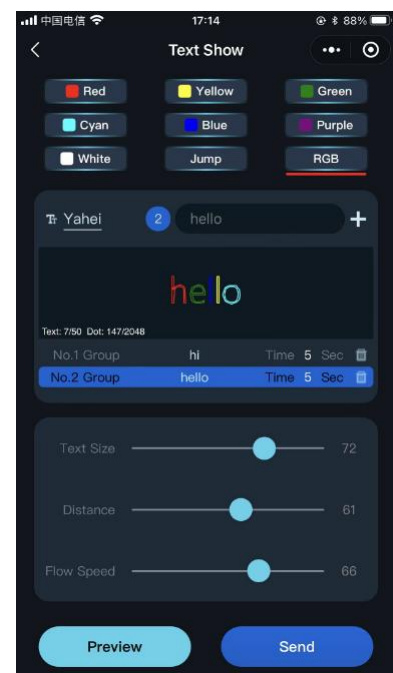 中国电信 17:14 88%
Text Show
Red Yellow Green
Cyan Blue Purple
White Jump RGB
Tr Yahei 2 hello +
hello
Text: 7/50 Dot: 147/2048
No.1 Group hi Time 5 Sec
No.2 Group hello Time 5 Sec
Text Size 72
Distance 61
Flow Speed 66
Preview Send